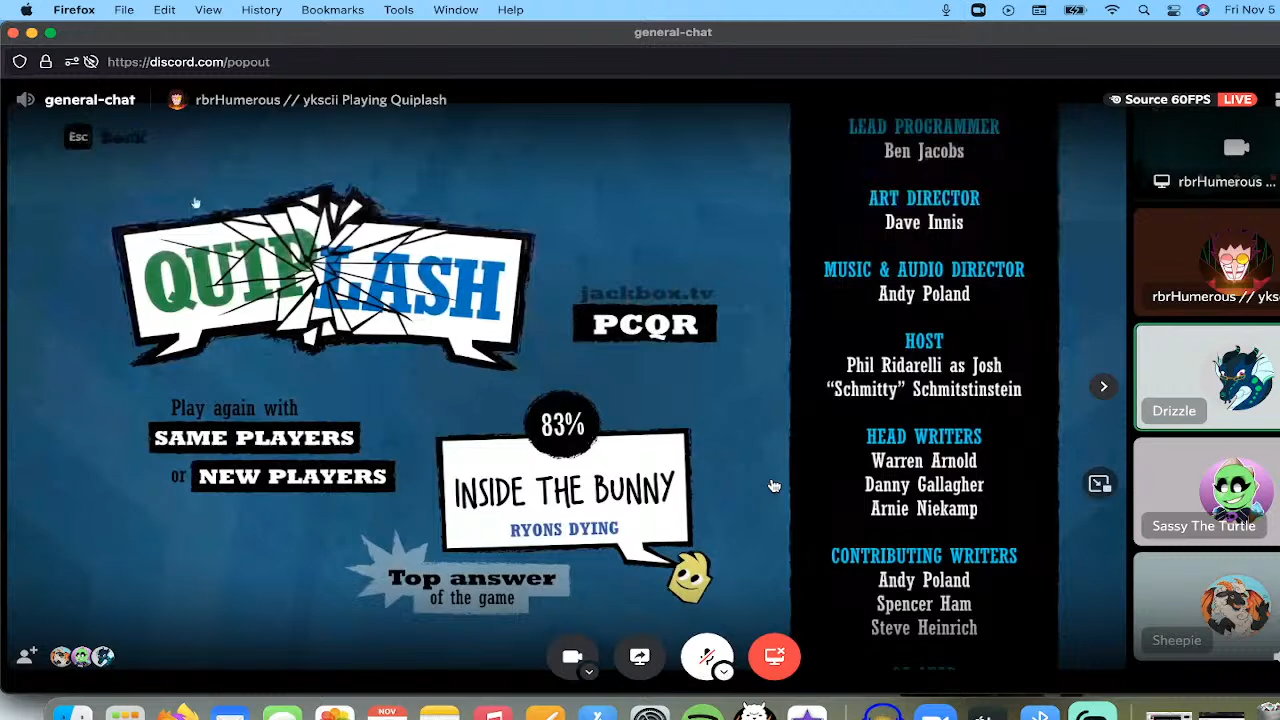 Firefox File Edit View History Bookmarks Tools Window Help Fri Nov 5
general-chat
https://discord.com/popout
general-chat rbrHumerous // ykscii Playing Quiplash Source 60FPS LIVE
Esc Back
QUIPLASH
jackbox.tv
PCQR
Play again with
SAME PLAYERS
or NEW PLAYERS
83%
INSIDE THE BUNNY
RYONS DYING
Top answer
of the game
LEAD PROGRAMMER
Ben Jacobs
ART DIRECTOR
Dave Innis
MUSIC & AUDIO DIRECTOR
Andy Poland
HOST
Phil Ridarelli as Josh
“Schmitty” Schmitstinstein
HEAD WRITERS
Warren Arnold
Danny Gallagher
Arnie Niekamp
CONTRIBUTING WRITERS
Andy Poland
Spencer Ham
Steve Heinrich
rbrHumerous ...
rbrHumerous // yks
Drizzle
Sassy The Turtle
Sheepie
NOV